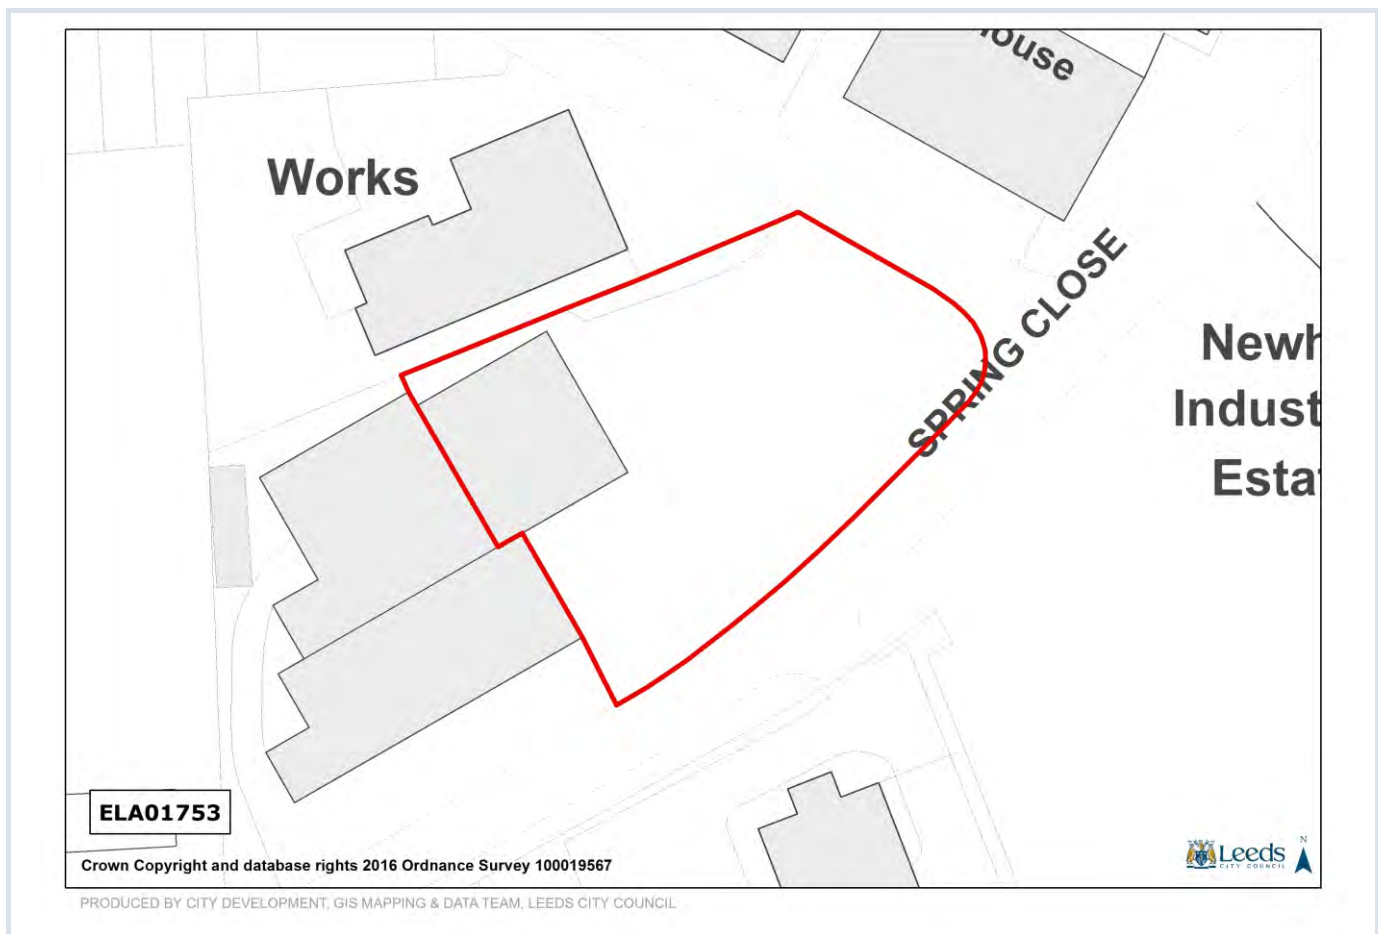 ouse
Works
SPRING CLOSE
Newh
Indust
Esta
ELA01753
Leeds
CITY COUNCIL
N
Crown Copyright and database rights 2016 Ordnance Survey 100019567
PRODUCED BY CITY DEVELOPMENT, GIS MAPPING & DATA TEAM, LEEDS CITY COUNCIL